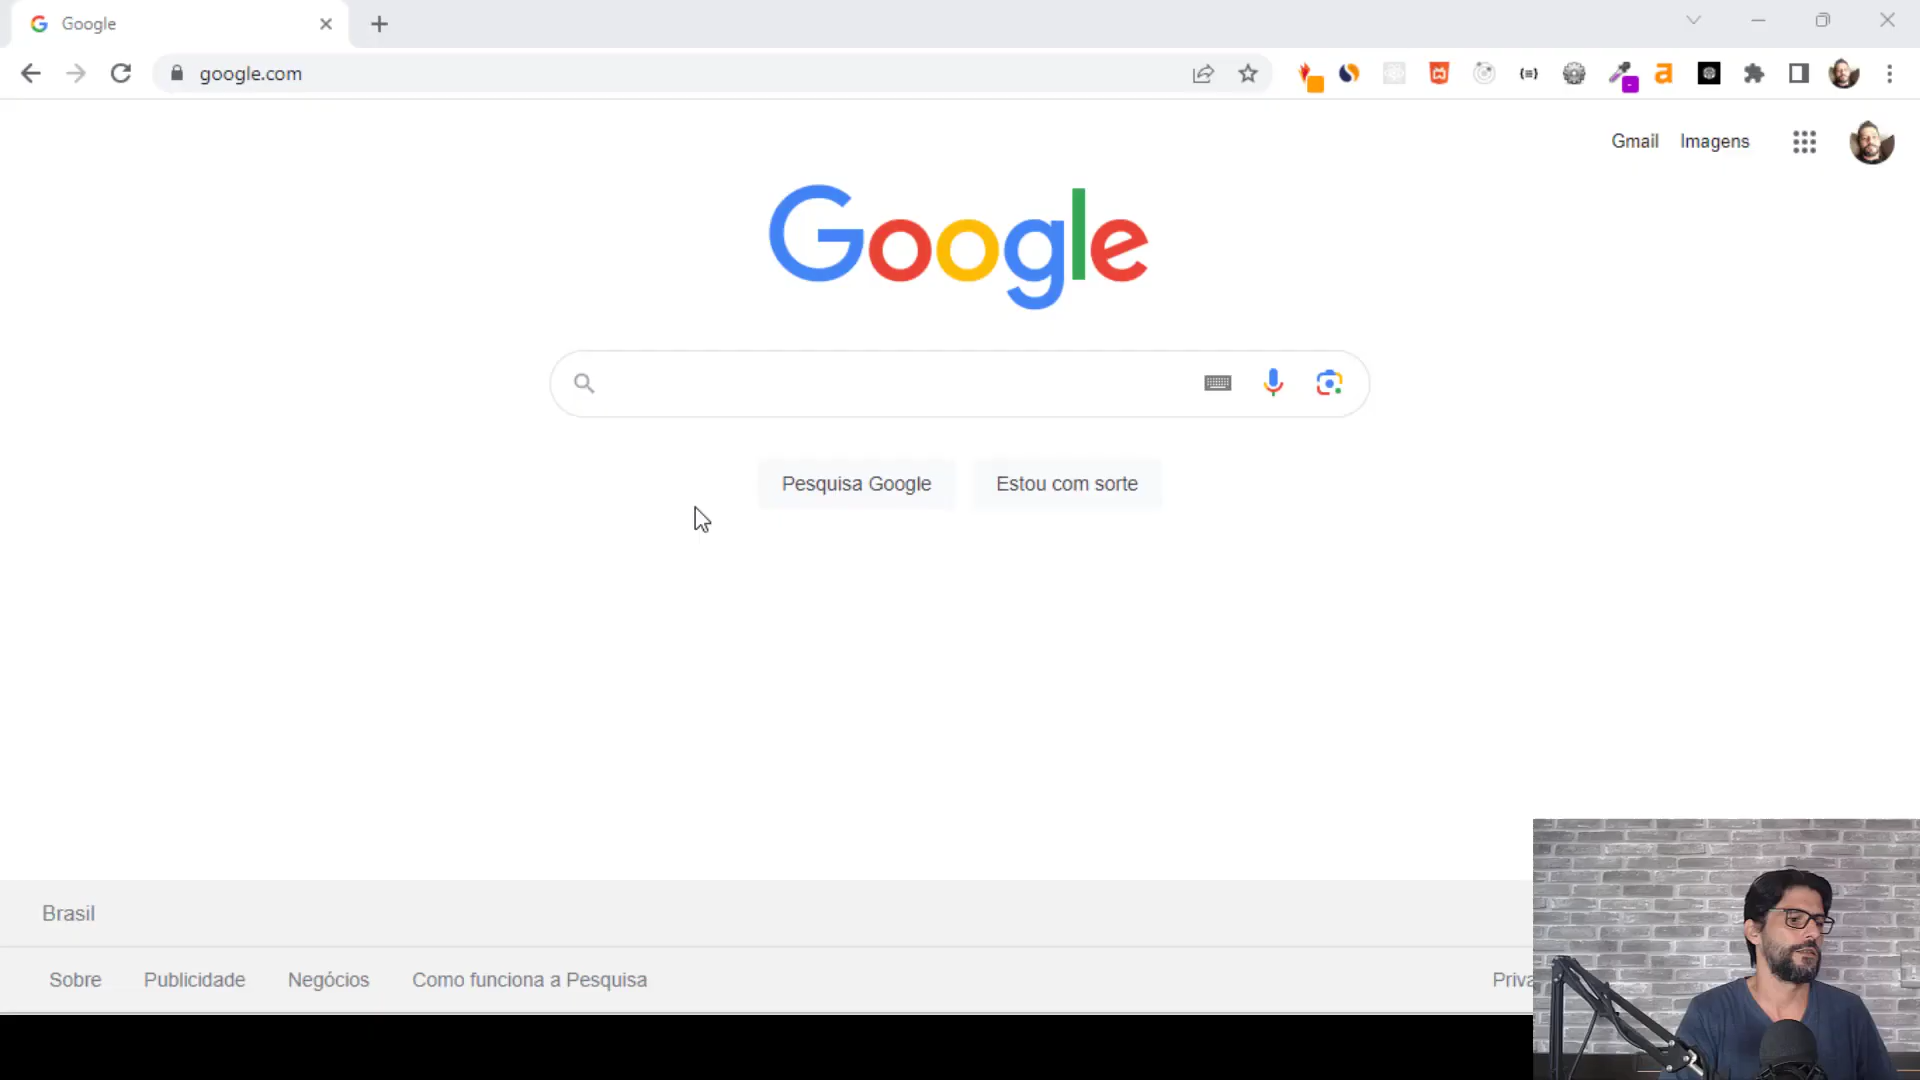 Google
google.com
Gmail Imagens
Google
Pesquisa Google Estou com sorte
Brasil
Sobre Publicidade Negócios Como funciona a Pesquisa